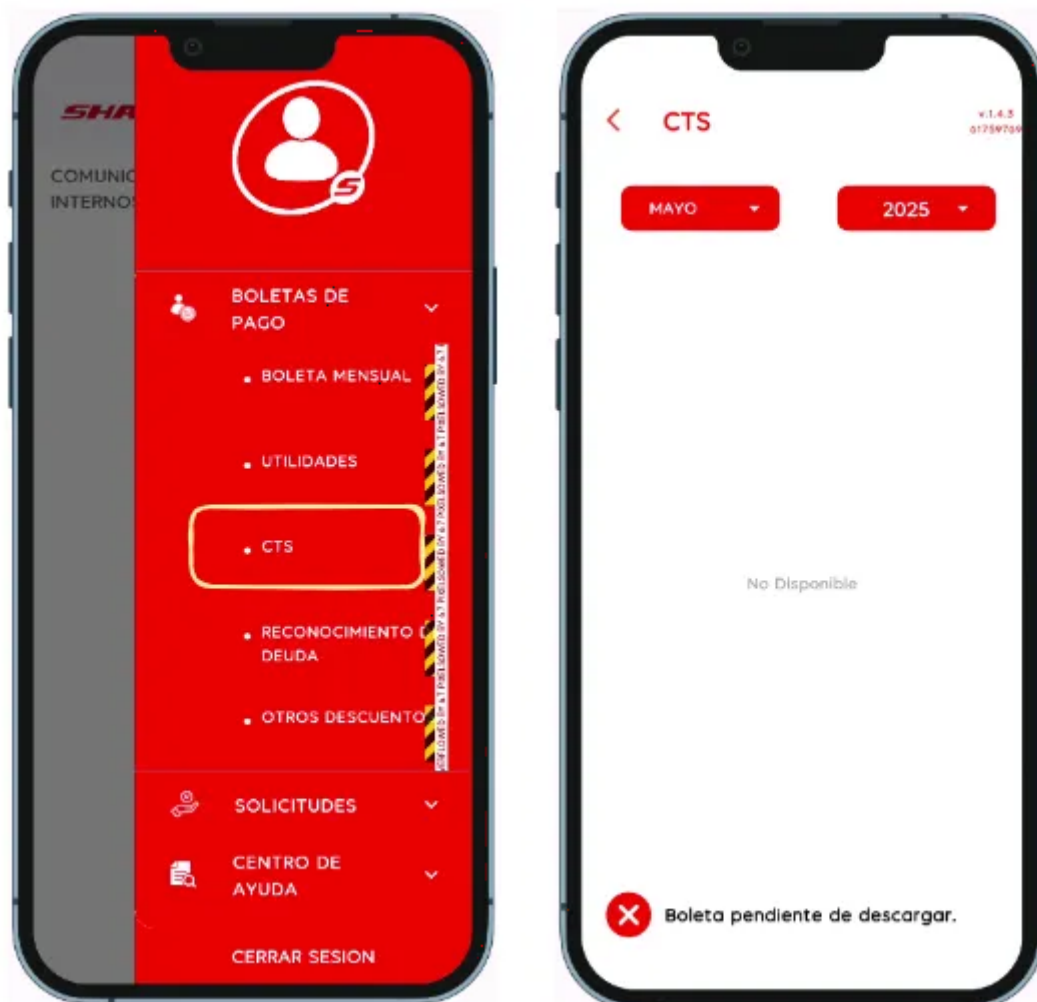 SHA
COMUNIC
INTERNOS
BOLETAS DE
PAGO
BOLETA MENSUAL
UTILIDADES
CTS
RECONOCIMIENTO D
DEUDA
OTROS DESCUENTO
SOLICITUDES
CENTRO DE
AYUDA
CERRAR SESION
CTS
v.1.4.3
61759769
MAYO
2025
No Disponible
Boleta pendiente de descargar.